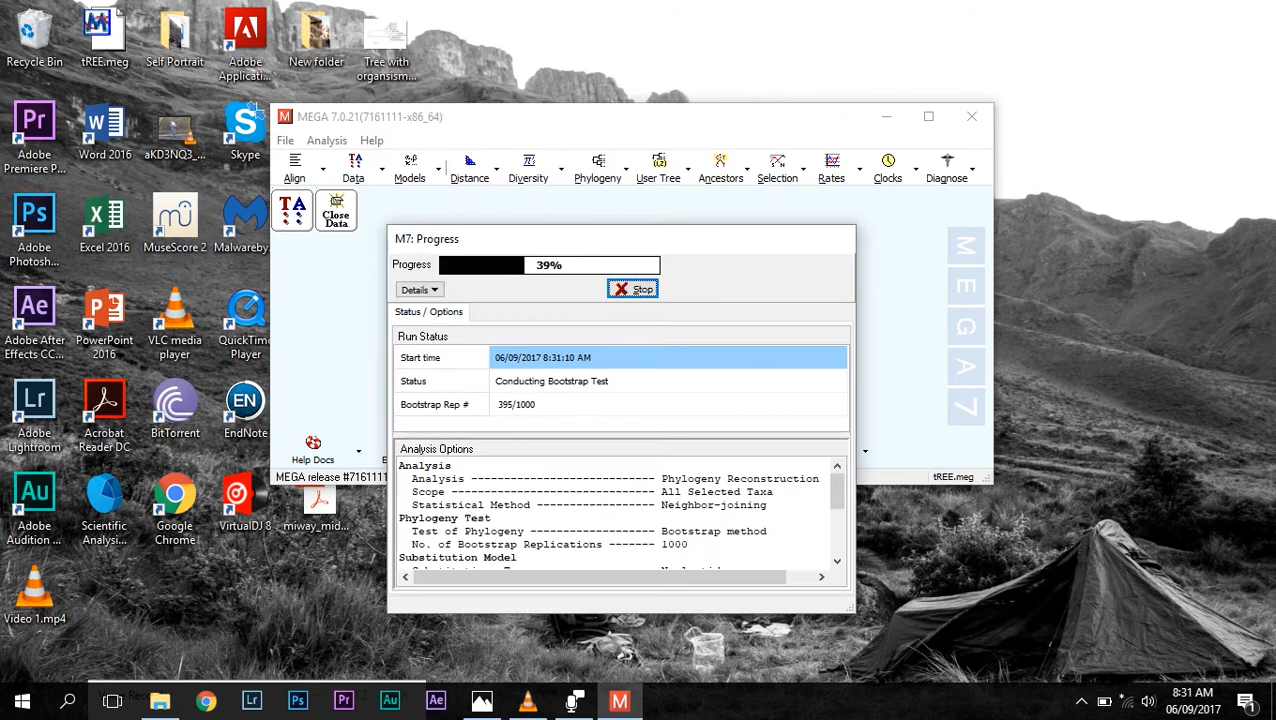 Recycle Bin
tREE.meg
Self Portrait
Adobe
Applicati...
New folder
Tree with
organsism...
Adobe
Premiere P...
Word 2016
aKD3NQ3_...
Skype
Adobe
Photosh...
Excel 2016
MuseScore 2
Malwareby
Adobe After
Effects CC...
PowerPoint
2016
VLC media
player
QuickTime
Player
Adobe
Lightroom
Acrobat
Reader DC
BitTorrent
EndNote
Adobe
Audition ...
Scientific
Analysi...
Google
Chrome
VirtualDJ 8
miway_mid...
Video 1.mp4
MEGA 7.0.21(7161111-x86_64)
File Analysis Help
Align Data Models Distance Diversity Phylogeny User Tree Ancestors Selection Rates Clocks Diagnose
TA
Close
Data
MEGA7
M7: Progress
Progress 39%
Details Stop
Status / Options
Run Status
Start time 06/09/2017 8:31:10 AM
Status Conducting Bootstrap Test
Bootstrap Rep # 395/1000
Analysis Options
Analysis
Analysis --------------------------- Phylogeny Reconstruction
Scope ------------------------------ All Selected Taxa
Statistical Method ----------------- Neighbor-joining
Phylogeny Test
Test of Phylogeny ------------------ Bootstrap method
No. of Bootstrap Replications ------- 1000
Substitution Model
Help Docs
MEGA release #7161111
tREE.meg
8:31 AM
06/09/2017